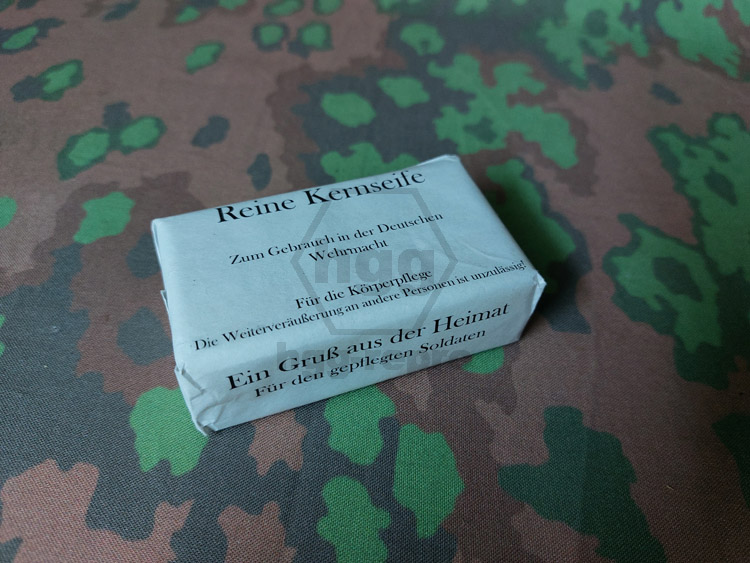 Reine Kernseife
Zum Gebrauch in der Deutschen
Wehrmacht
Für die Körperpflege
Die Weiterveräußerung an andere Personen ist unzulässig!
Ein Gruß aus der Heimat
Für den gepflegten Soldaten